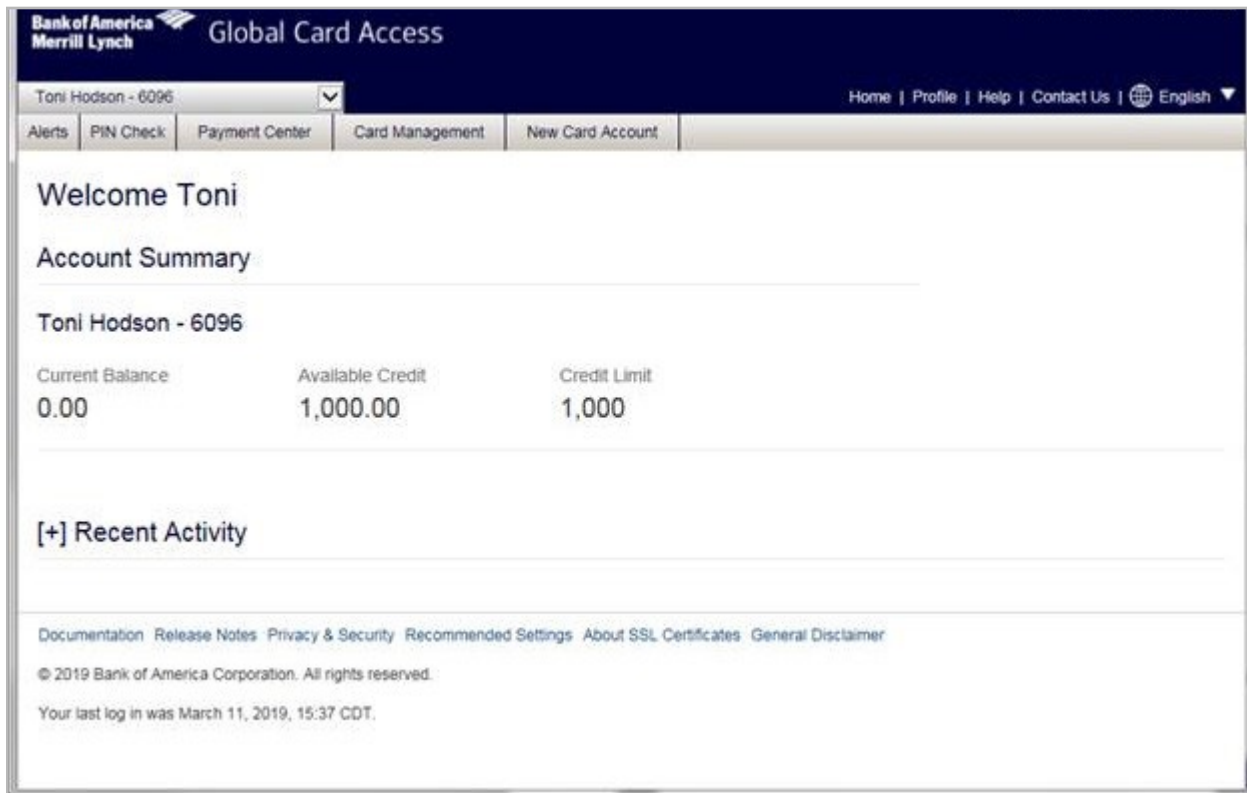 Bank of America
Merrill Lynch
Global Card Access
Toni Hodson - 6096
Home | Profile | Help | Contact Us | English
Alerts PIN Check Payment Center Card Management New Card Account
Welcome Toni
Account Summary
Toni Hodson - 6096
Current Balance Available Credit Credit Limit
0.00 1,000.00 1,000
[+] Recent Activity
Documentation Release Notes Privacy & Security Recommended Settings About SSL Certificates General Disclaimer
© 2019 Bank of America Corporation. All rights reserved.
Your last log in was March 11, 2019, 15:37 CDT.